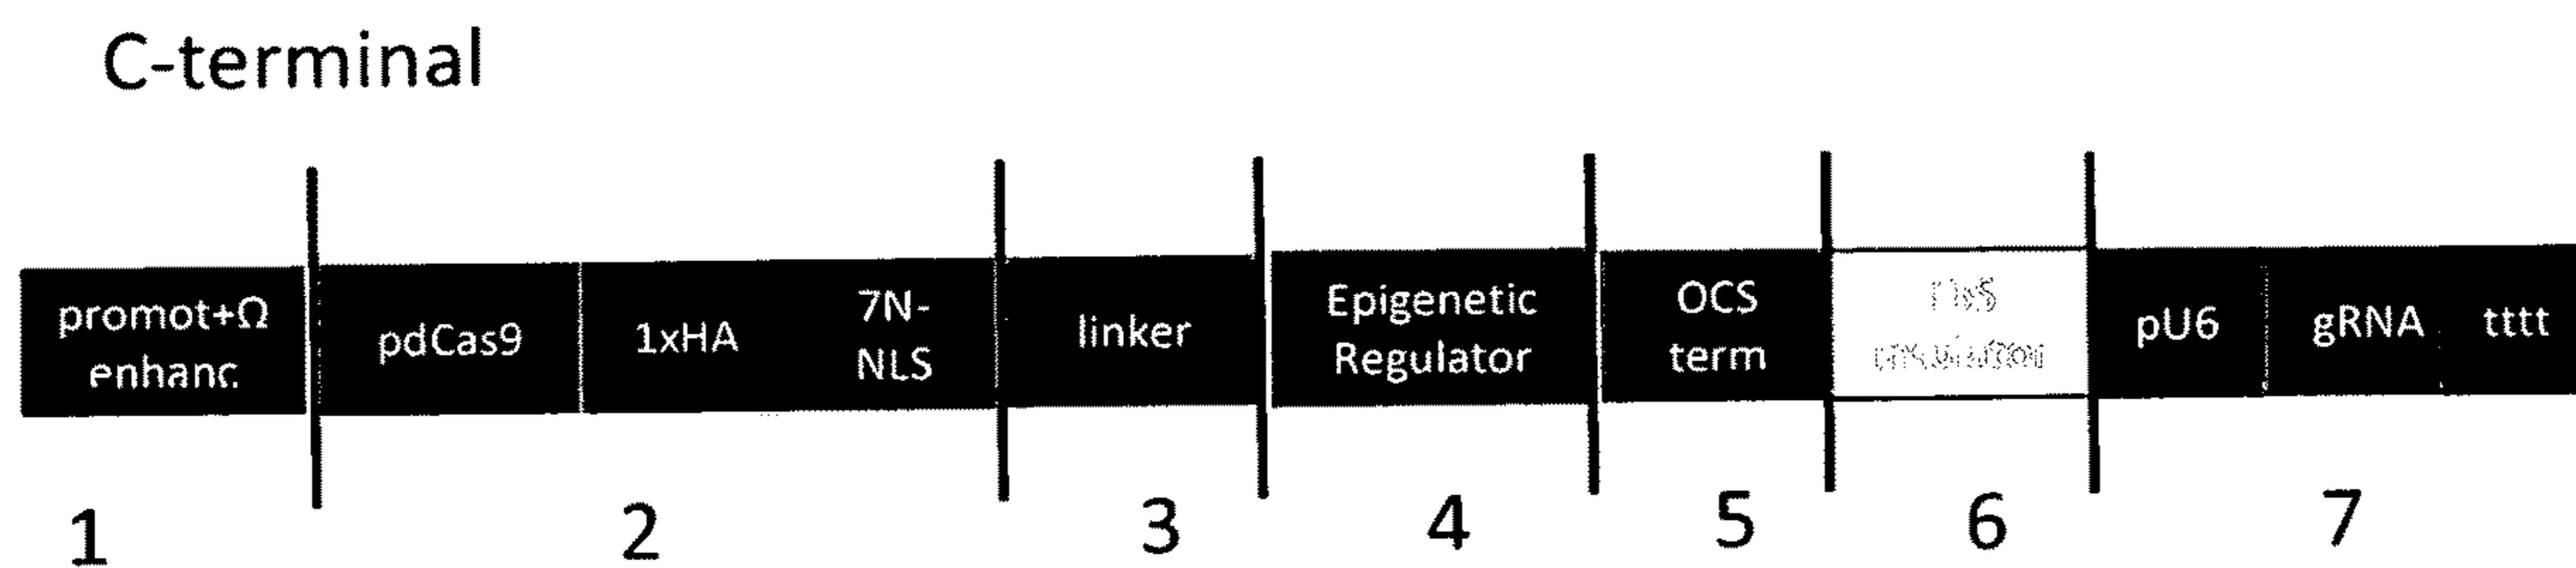 C-terminal
promot+Ω
enhanc.
pdCas9
1xHA
7N-
NLS
linker
Epigenetic
Regulator
OCS
term
pU6
gRNA
tttt
1
2
3
4
5
6
7